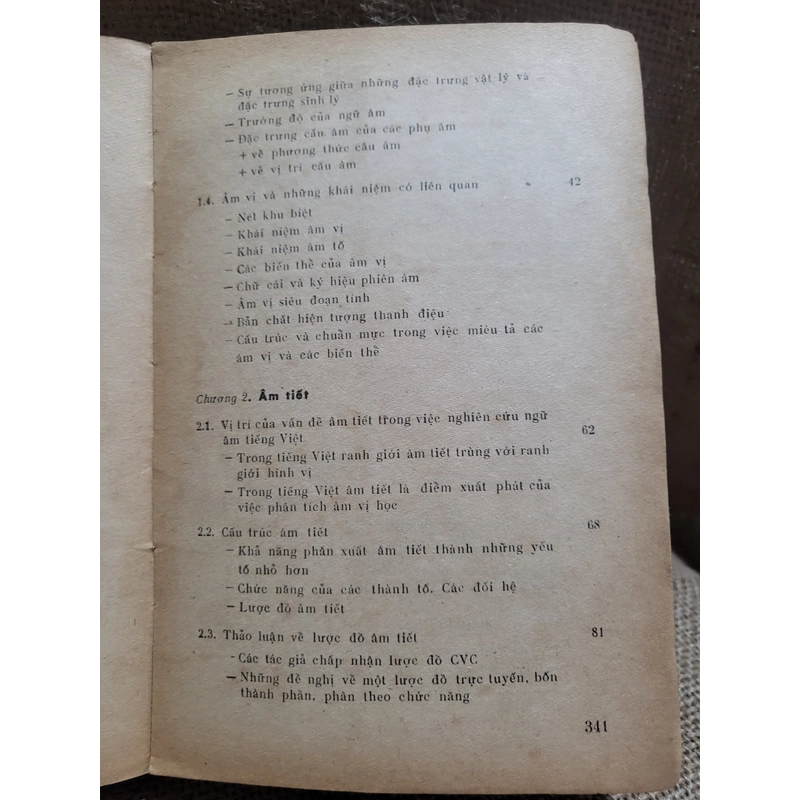 – Sự tương ứng giữa những đặc trưng vật lý và
đặc trưng sinh lý
– Trường độ của ngữ âm
– Đặc trưng cấu âm của các phụ âm
+ về phương thức cấu âm
+ về vị trí cấu âm
1.4. Âm vị và những khái niệm có liên quan 42
– Nét khu biệt
– Khái niệm âm vị
– Khái niệm âm tố
– Các biến thể của âm vị
– Chữ cái và ký hiệu phiên âm
– Âm vị siêu đoạn tính
– Bản chất hiện tượng thanh điệu
– Cấu trúc và chuẩn mực trong việc miêu tả các
âm vị và các biến thể
Chương 2. Âm tiết
2.1. Vị trí của vấn đề âm tiết trong việc nghiên cứu ngữ
âm tiếng Việt 62
– Trong tiếng Việt ranh giới âm tiết trùng với ranh
giới hình vị
– Trong tiếng Việt âm tiết là điểm xuất phát của
việc phân tích âm vị học
2.2. Cấu trúc âm tiết 68
– Khả năng phân xuất âm tiết thành những yếu
tố nhỏ hơn
– Chức năng của các thành tố. Các đối hệ
– Lược đồ âm tiết
2.3. Thảo luận về lược đồ âm tiết 81
- Các tác giả chấp nhận lược đồ CVC
– Những đề nghị về một lược đồ trực tuyến, bốn
thành phần, phân theo chức năng
341